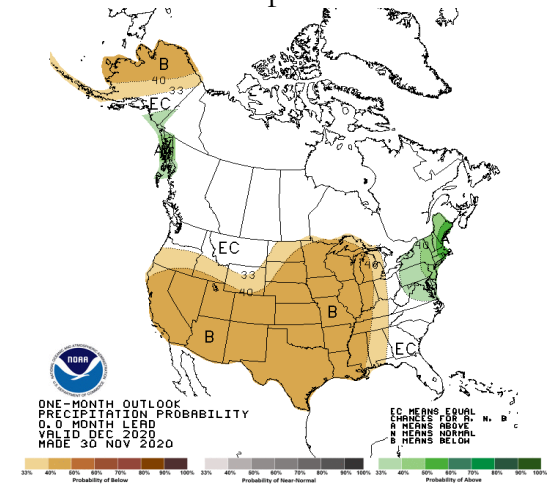 B
40
33
EC
A
EC
33
40
B
B
40
EC
40
NOAA
ONE-MONTH OUTLOOK
PRECIPITATION PROBABILITY
0.0 MONTH LEAD
VALID DEC 2020
MADE 30 NOV 2020
EC MEANS EQUAL
CHANCES FOR A, N, B
A MEANS ABOVE
N MEANS NORMAL
B MEANS BELOW
33% 40% 50% 60% 70% 80% 90% 100%
Probability of Below
33% 40% 50% 60% 70% 80% 90% 100%
Probability of Near-Normal
33% 40% 50% 60% 70% 80% 90% 100%
Probability of Above